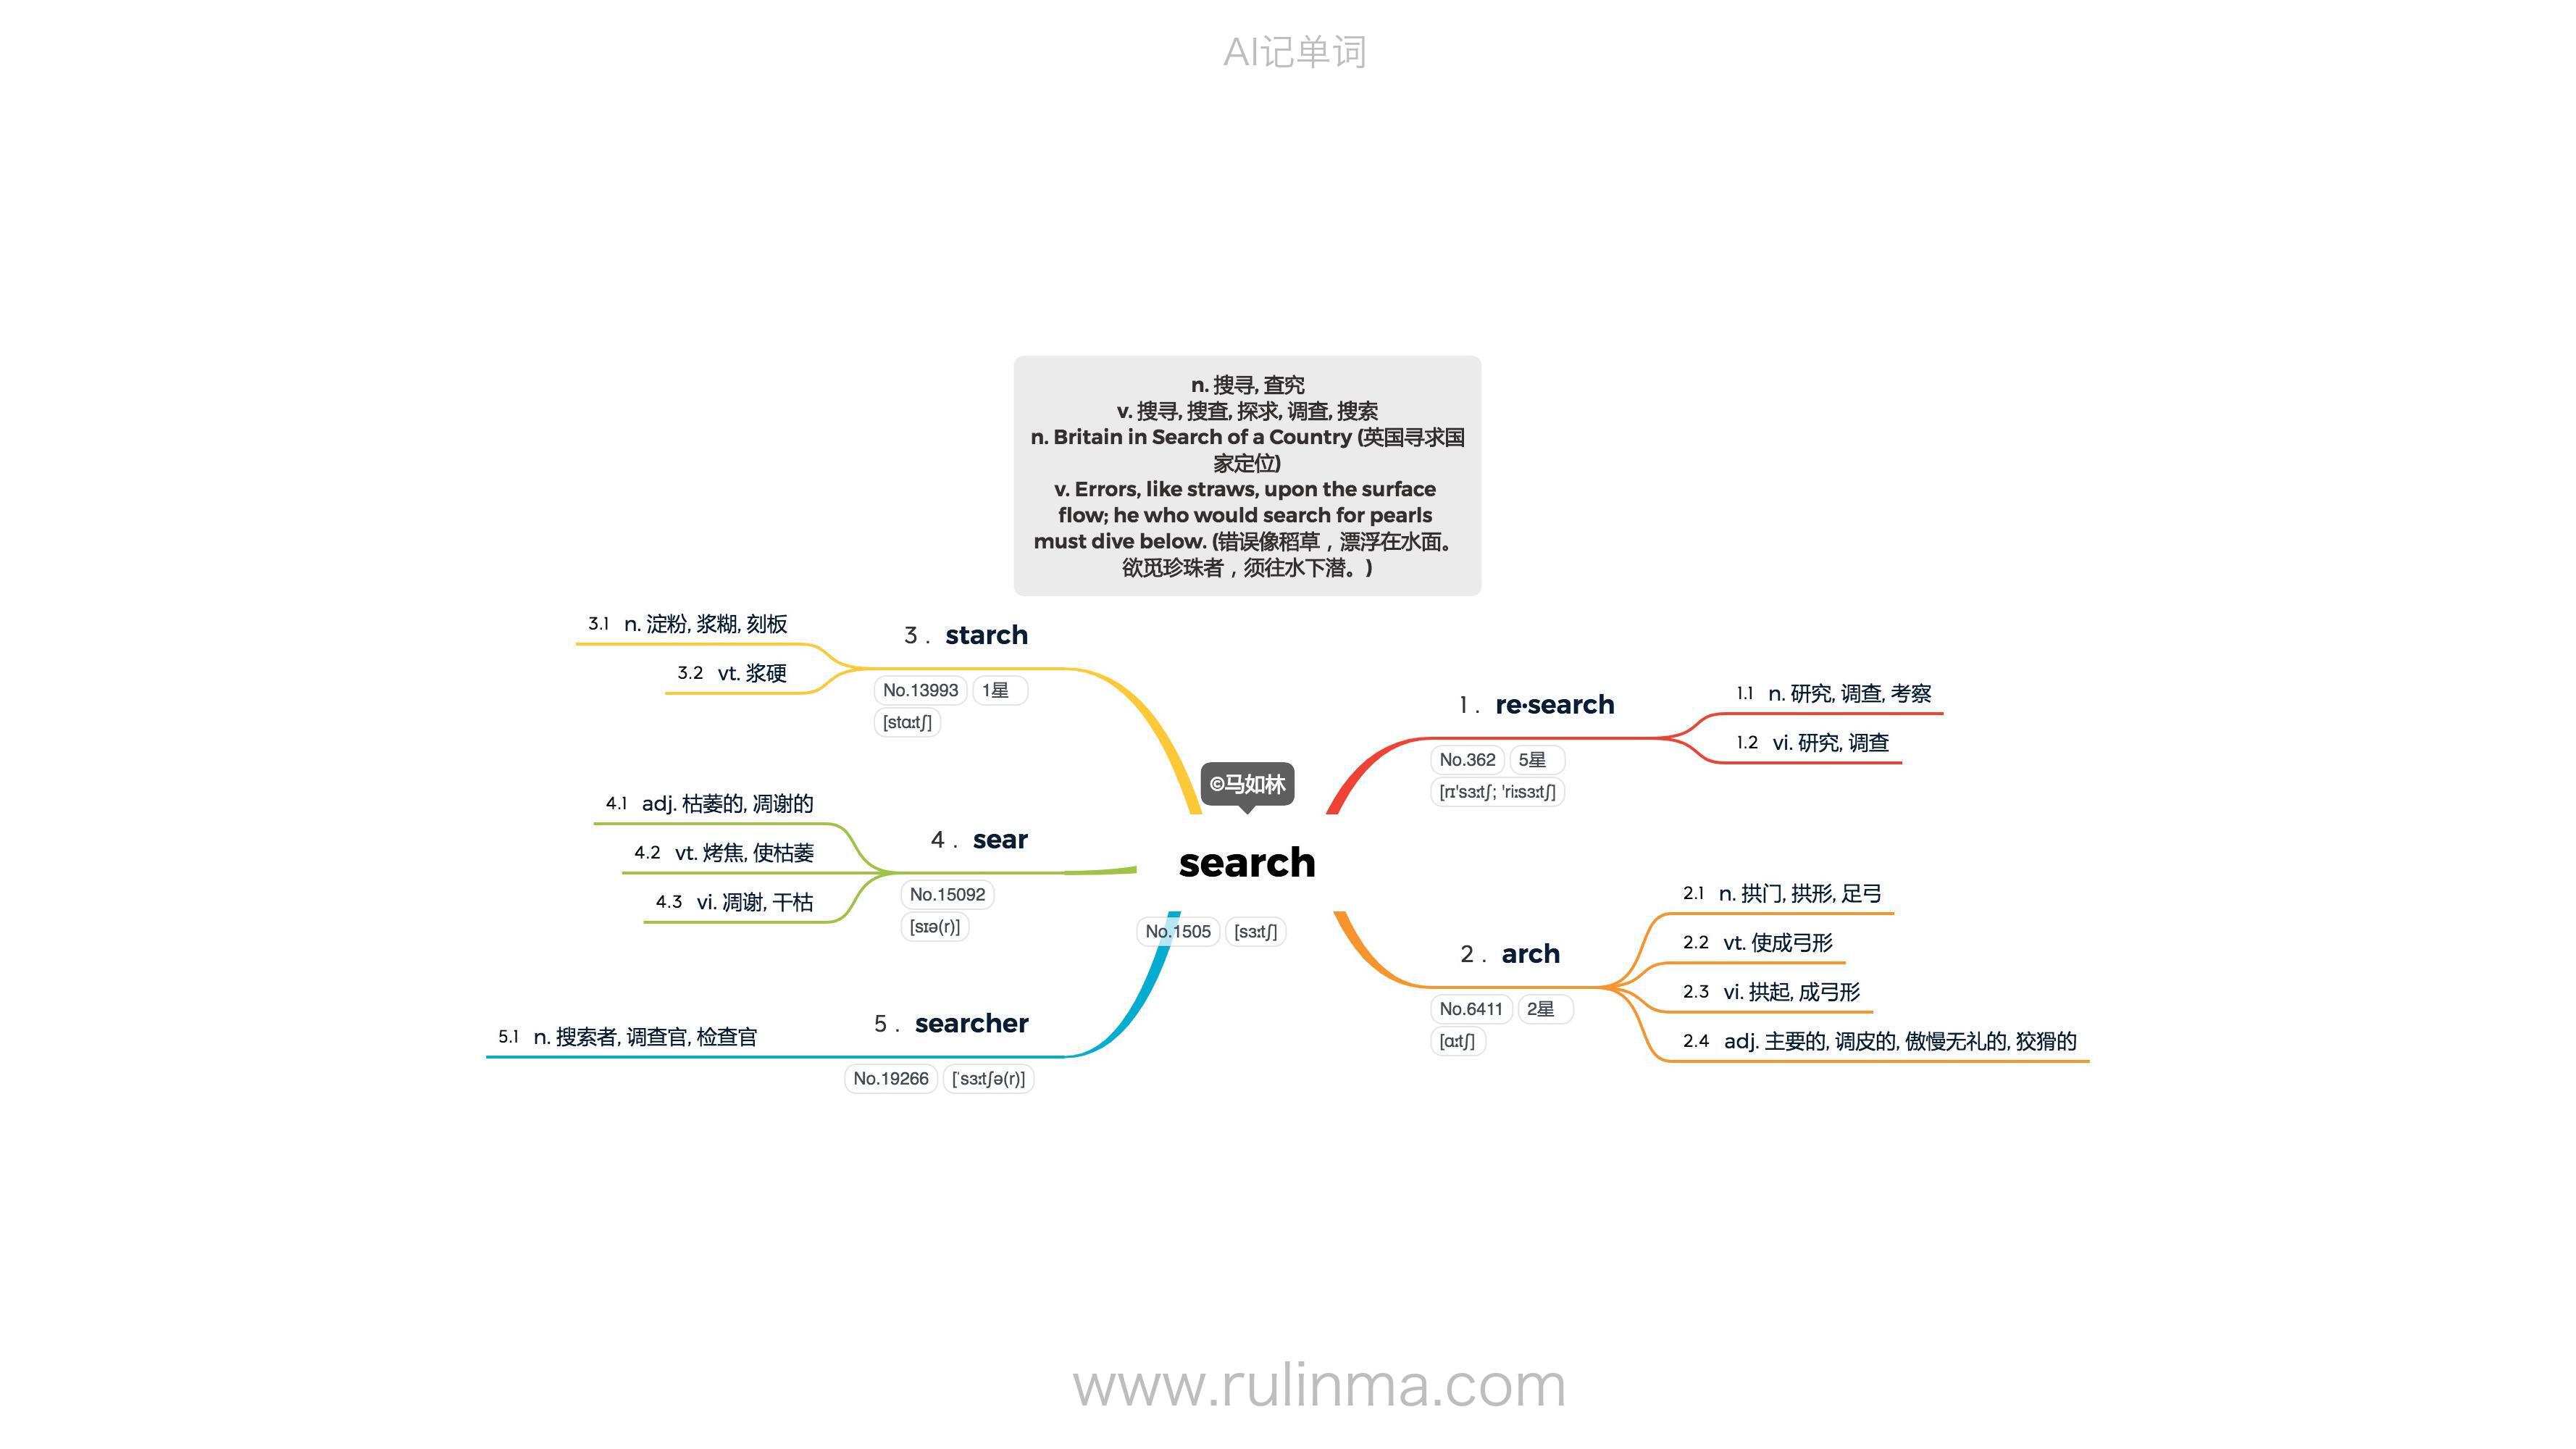 AI记单词
n. 搜寻, 查究
v. 搜寻, 搜查, 探求, 调查, 搜索
n. Britain in Search of a Country (英国寻求国
家定位)
v. Errors, like straws, upon the surface
flow; he who would search for pearls
must dive below. (错误像稻草，漂浮在水面。
欲觅珍珠者，须往水下潜。)
©马如林
search
No.1505 [sɜːtʃ]
1. re·search
No.362 5星
[rɪ'sɜːtʃ; 'riːsɜːtʃ]
1.1 n. 研究, 调查, 考察
1.2 vi. 研究, 调查
2. arch
No.6411 2星
[ɑːtʃ]
2.1 n. 拱门, 拱形, 足弓
2.2 vt. 使成弓形
2.3 vi. 拱起, 成弓形
2.4 adj. 主要的, 调皮的, 傲慢无礼的, 狡猾的
3. starch
No.13993 1星
[stɑːtʃ]
3.1 n. 淀粉, 浆糊, 刻板
3.2 vt. 浆硬
4. sear
No.15092
[sɪə(r)]
4.1 adj. 枯萎的, 凋谢的
4.2 vt. 烤焦, 使枯萎
4.3 vi. 凋谢, 干枯
5. searcher
No.19266 ['sɜːtʃə(r)]
5.1 n. 搜索者, 调查官, 检查官
www.rulinma.com